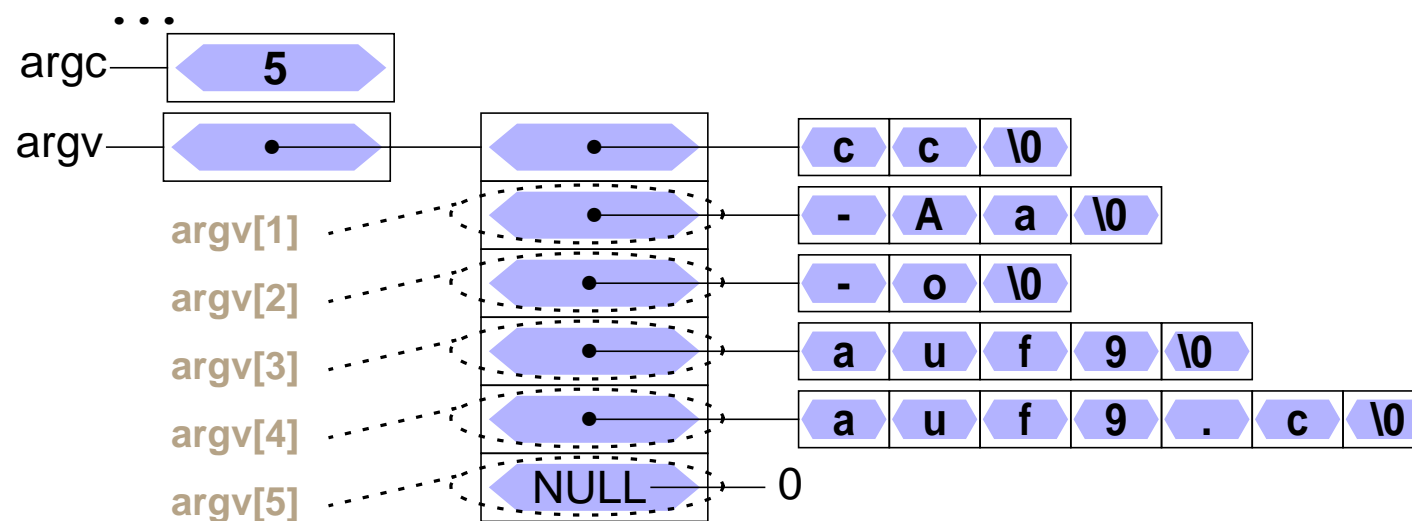 ...
argc 5
argv c c \0
argv[1] - A a \0
argv[2] - o \0
argv[3] a u f 9 \0
argv[4] a u f 9 . c \0
argv[5] NULL 0